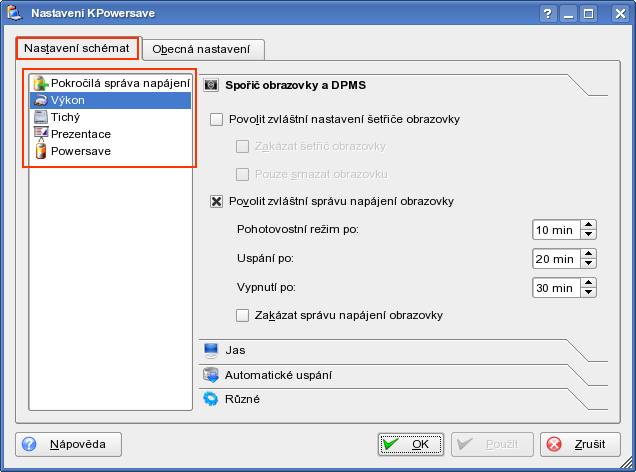 Nastavení KPowersave
Nastavení schémat
Obecná nastavení
Pokročilá správa napájení
Výkon
Tichý
Prezentace
Powersave
Spořič obrazovky a DPMS
Povolit zvláštní nastavení šetřiče obrazovky
Zakázat šetřič obrazovky
Pouze smazat obrazovku
Povolit zvláštní správu napájení obrazovky
Pohotovostní režim po: 10 min
Uspání po: 20 min
Vypnutí po: 30 min
Zakázat správu napájení obrazovky
Jas
Automatické uspání
Různé
Nápověda
OK
Použít
Zrušit